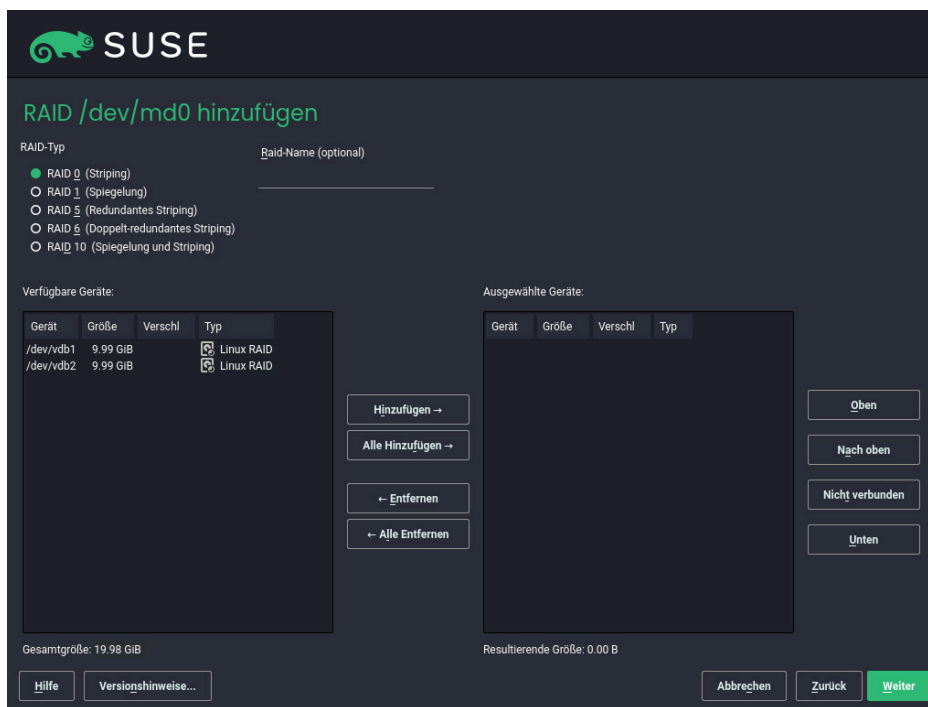 SUSE
RAID /dev/md0 hinzufügen
RAID-Typ
RAID 0 (Striping)
RAID 1 (Spiegelung)
RAID 5 (Redundantes Striping)
RAID 6 (Doppelt-redundantes Striping)
RAID 10 (Spiegelung und Striping)
Raid-Name (optional)
Verfügbare Geräte:
Gerät Größe Verschl Typ
/dev/vdb1 9.99 GiB Linux RAID
/dev/vdb2 9.99 GiB Linux RAID
Gesamtgröße: 19.98 GiB
Hinzufügen →
Alle Hinzufügen →
← Entfernen
← Alle Entfernen
Ausgewählte Geräte:
Gerät Größe Verschl Typ
Resultierende Größe: 0.00 B
Oben
Nach oben
Nicht verbunden
Unten
Hilfe Versionshinweise... Abbrechen Zurück Weiter